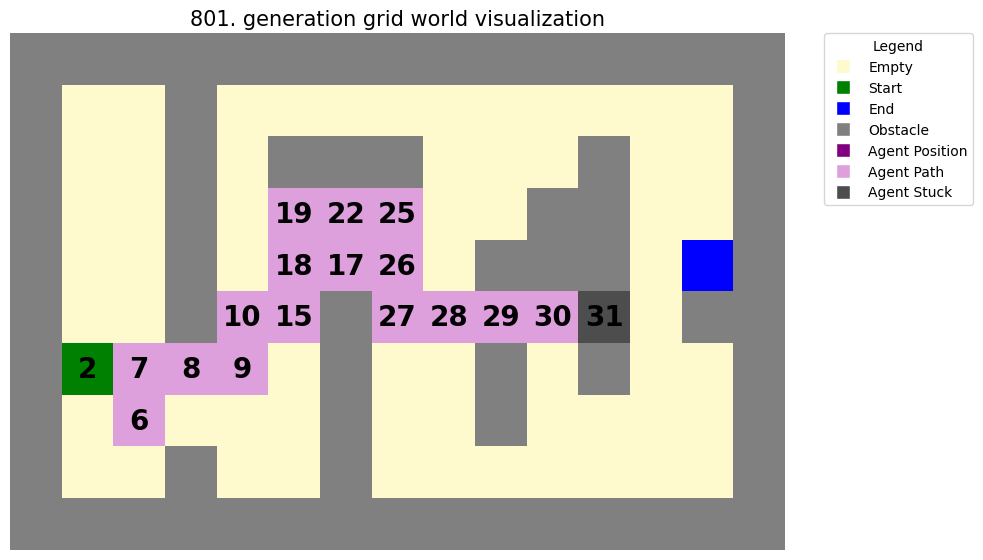 801. generation grid world visualization
Legend
Empty
Start
End
Obstacle
Agent Position
Agent Path
Agent Stuck
19 22 25
18 17 26
10 15 27 28 29 30 31
2 7 8 9
6